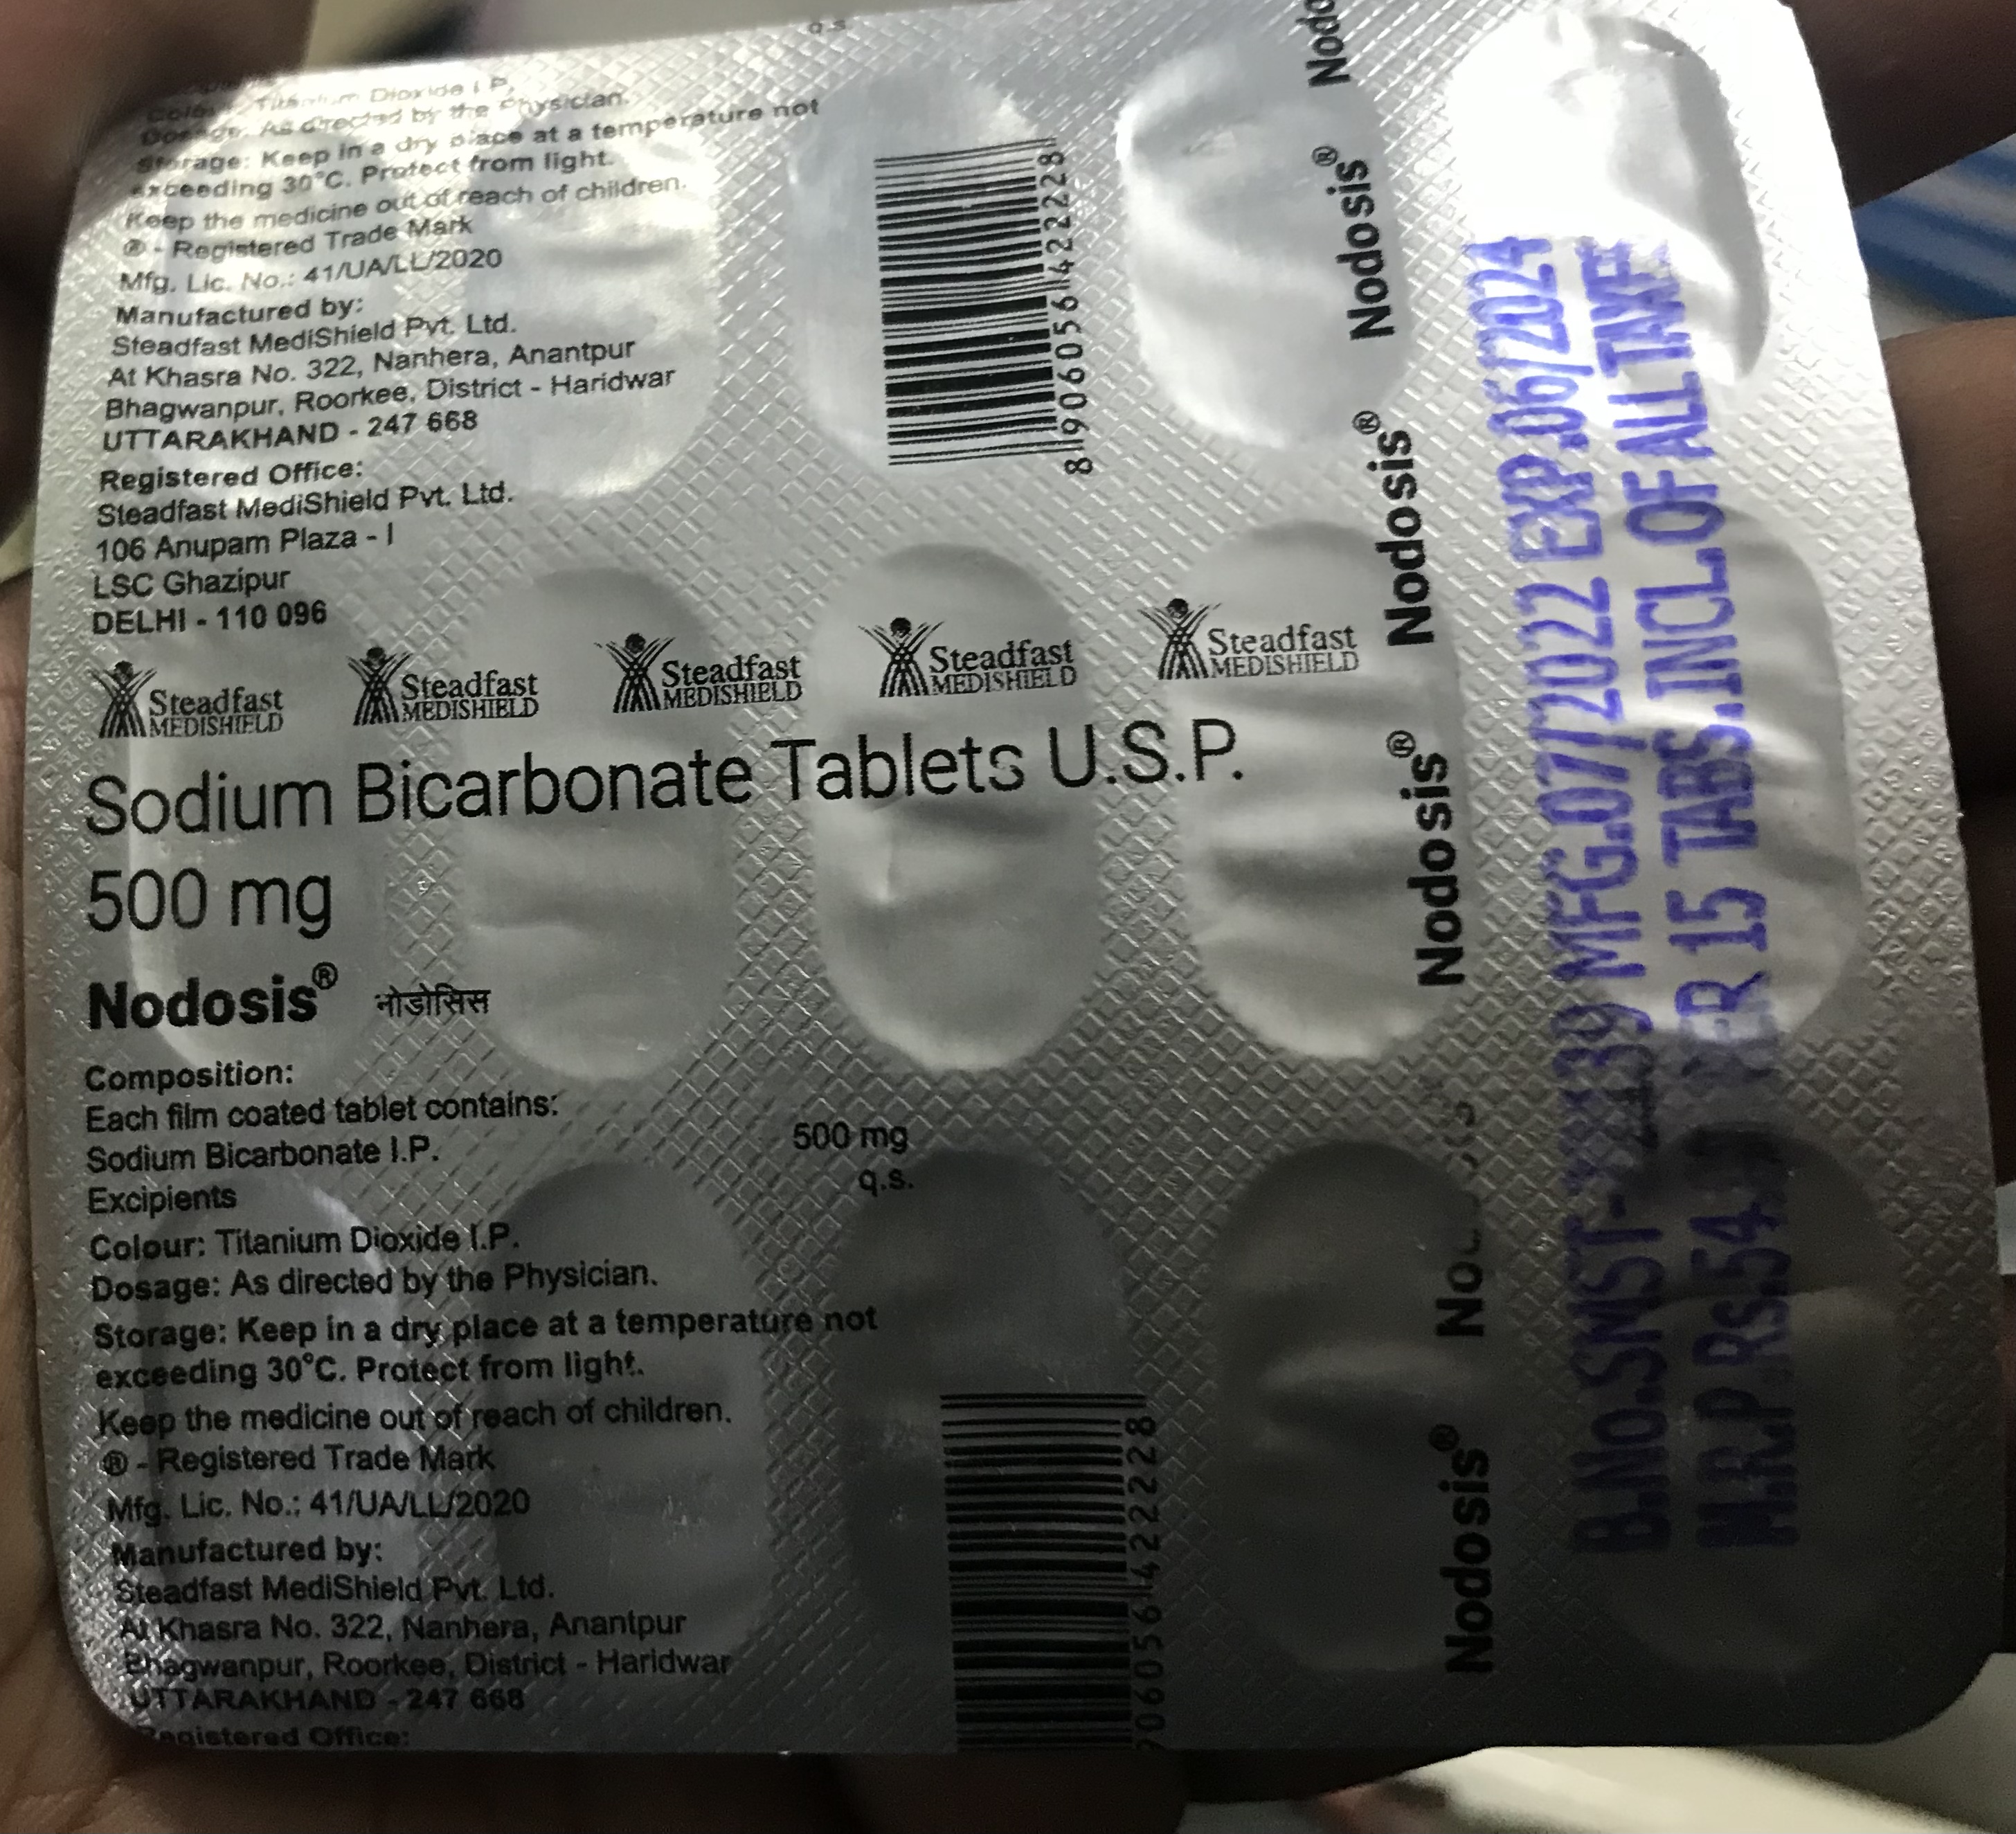 q.s.
Titanium Dioxide I.P.
Dosage: As directed by the Physician.
Storage: Keep in a dry place at a temperature not
exceeding 30°C. Protect from light.
Keep the medicine out of reach of children.
® - Registered Trade Mark
Mfg. Lic. No.: 41/UA/LL/2020
Manufactured by:
Steadfast MediShield Pvt. Ltd.
At Khasra No. 322, Nanhera, Anantpur
Bhagwanpur, Roorkee, District - Haridwar
UTTARAKHAND - 247 668
Registered Office:
Steadfast MediShield Pvt. Ltd.
106 Anupam Plaza - I
LSC Ghazipur
DELHI - 110 096
8906056422228
Steadfast MEDISHIELD
Steadfast MEDISHIELD
Steadfast MEDISHIELD
Steadfast MEDISHIELD
Steadfast MEDISHIELD
Sodium Bicarbonate Tablets U.S.P.
500 mg
Nodosis® नोडोसिस
Composition:
Each film coated tablet contains:
Sodium Bicarbonate I.P. 500 mg
Excipients q.s.
Colour: Titanium Dioxide I.P.
Dosage: As directed by the Physician.
Storage: Keep in a dry place at a temperature not
exceeding 30°C. Protect from light.
Keep the medicine out of reach of children.
® - Registered Trade Mark
Mfg. Lic. No.: 41/UA/LL/2020
Manufactured by:
Steadfast MediShield Pvt. Ltd.
At Khasra No. 322, Nanhera, Anantpur
Bhagwanpur, Roorkee, District - Haridwar
UTTARAKHAND - 247 668
Registered Office:
906056422228
Nodosis®
Nodosis®
Nodosis®
Nodosis®
Nodo
MFG.07/2022 EXP.06/2024
M.R.P.RS.54. PER 15 TABS.INCL.OF ALL TAXE